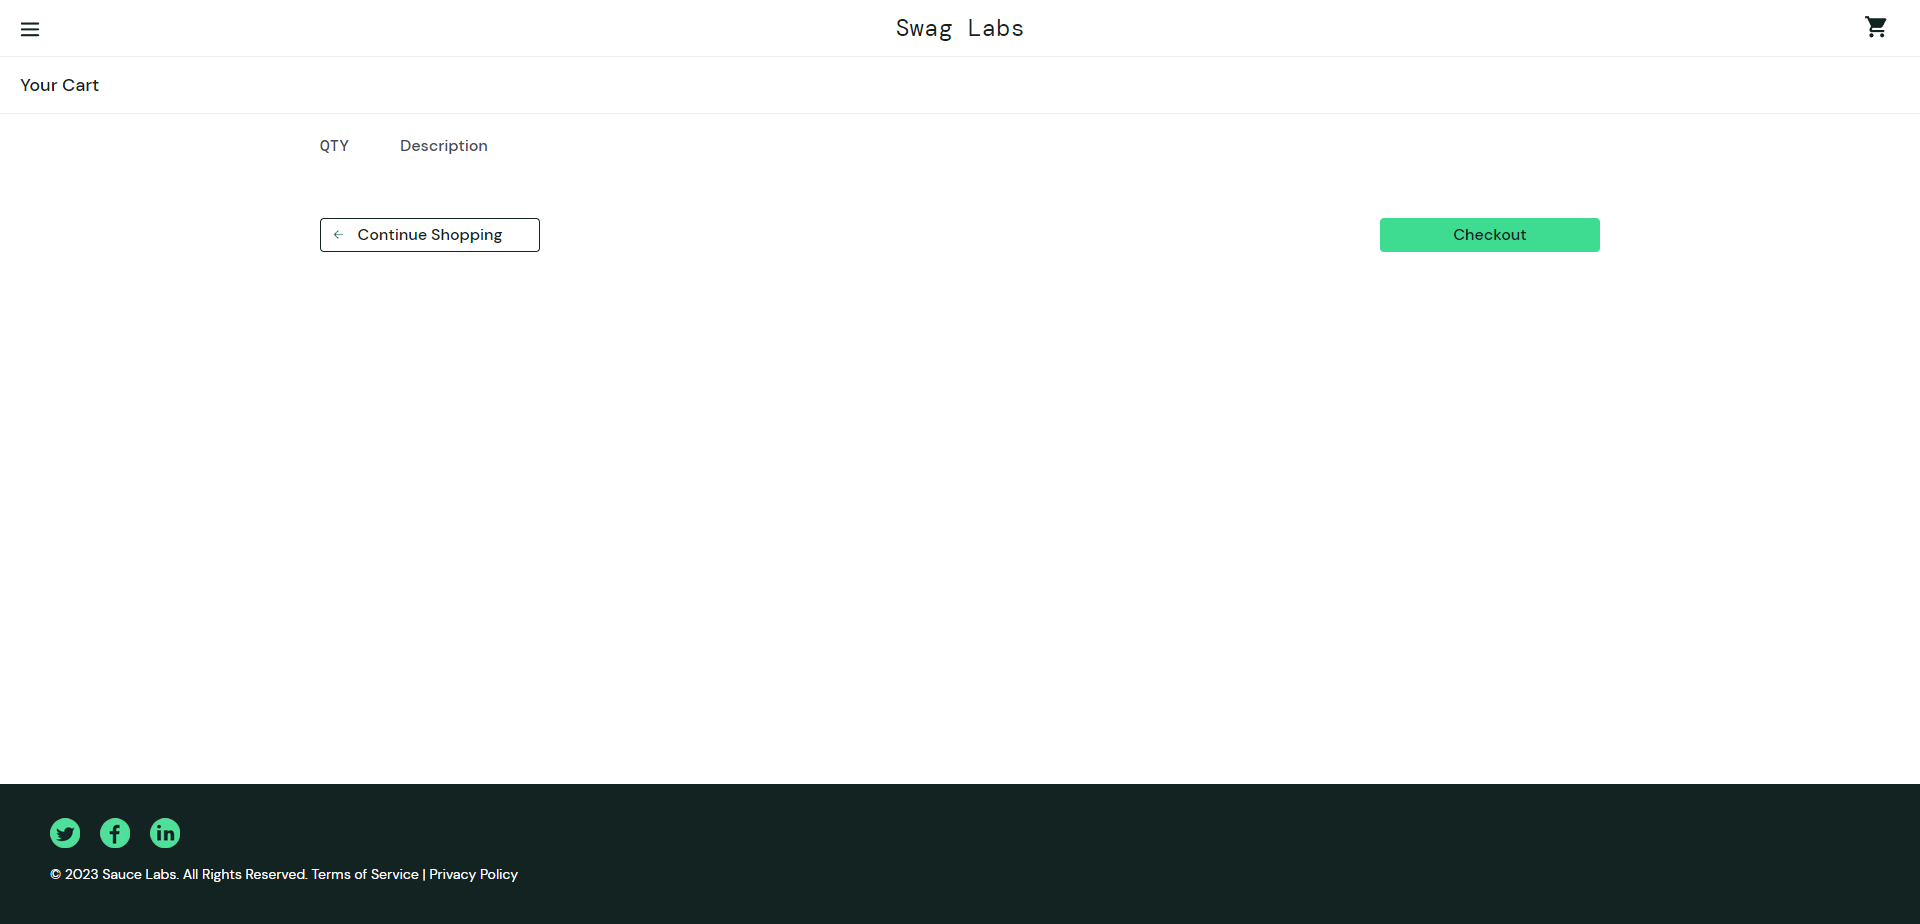 Swag Labs
Your Cart
QTY Description
Continue Shopping Checkout
© 2023 Sauce Labs. All Rights Reserved. Terms of Service | Privacy Policy